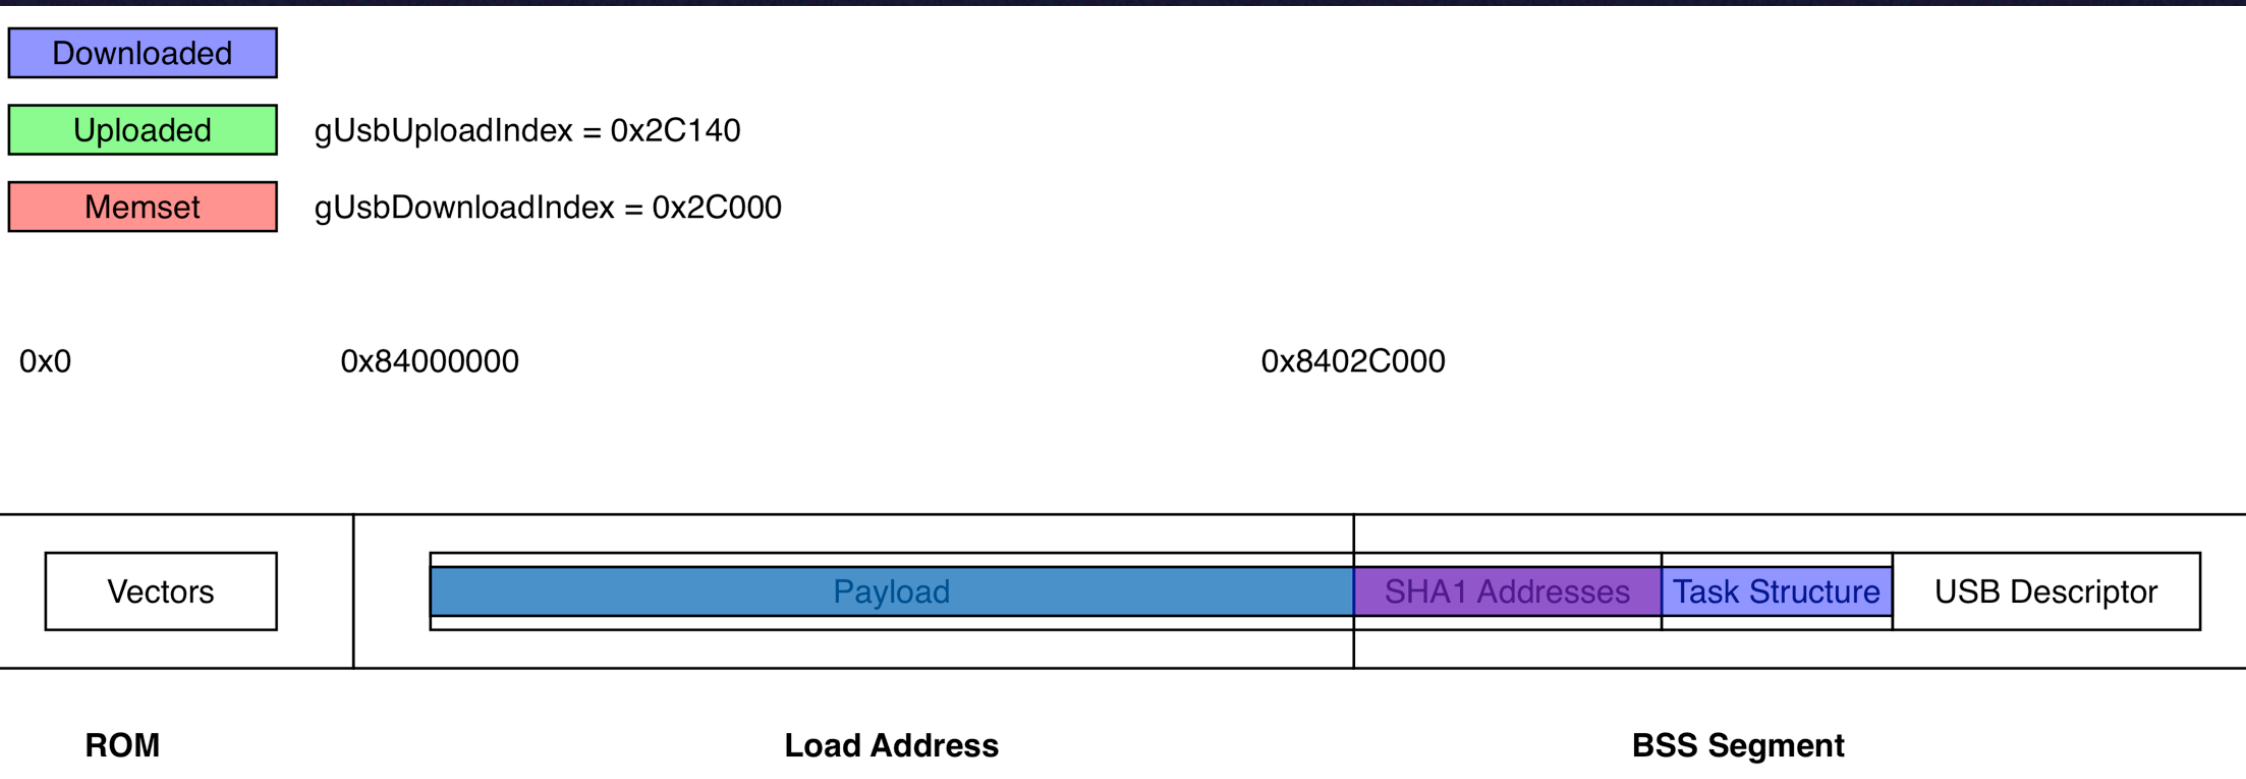 Downloaded
Uploaded gUsbUploadIndex = 0x2C140
Memset gUsbDownloadIndex = 0x2C000
0x0 0x84000000 0x8402C000
Vectors Payload SHA1 Addresses Task Structure USB Descriptor
ROM Load Address BSS Segment